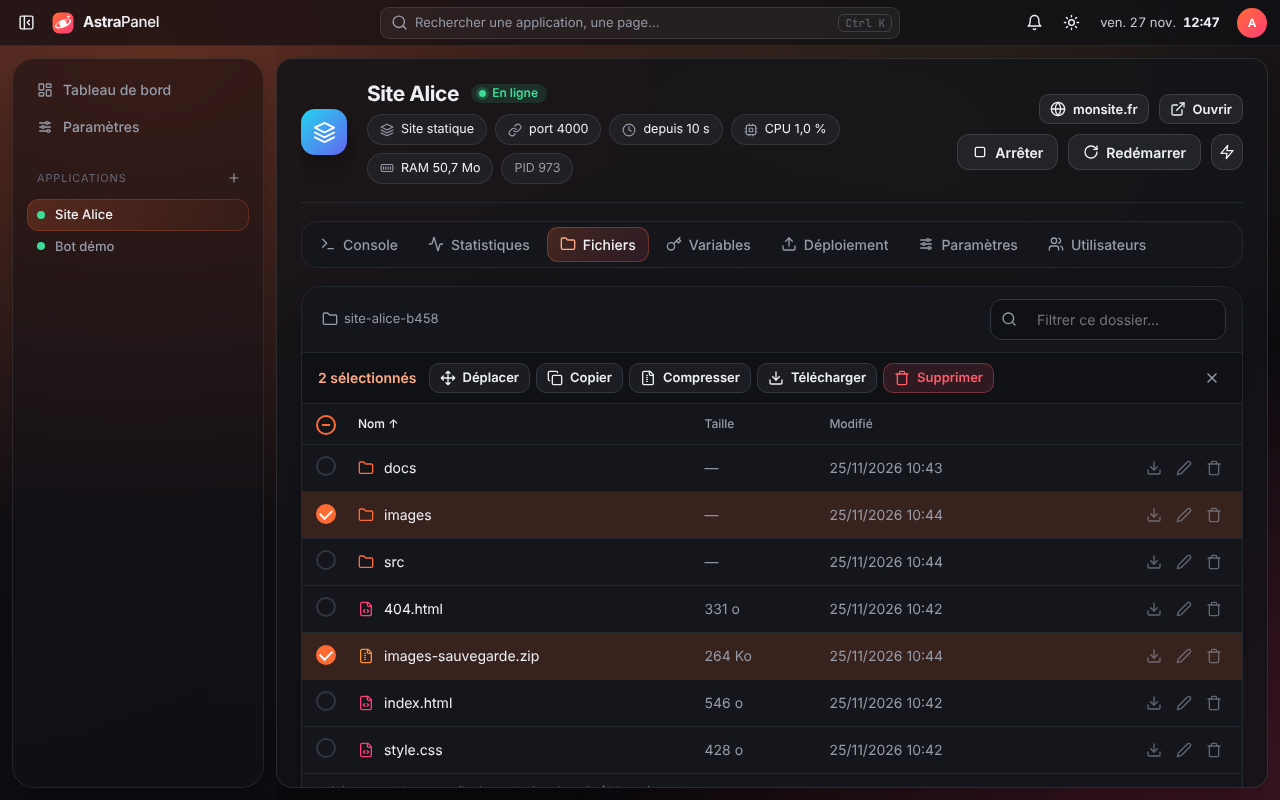 AstraPanel
Rechercher une application, une page...
Ctrl K
ven. 27 nov. 12:47
A
Tableau de bord
Paramètres
APPLICATIONS
Site Alice
Bot démo
Site Alice
En ligne
Site statique
port 4000
depuis 10 s
CPU 1,0 %
RAM 50,7 Mo
PID 973
monsite.fr
Ouvrir
Arrêter
Redémarrer
Console
Statistiques
Fichiers
Variables
Déploiement
Paramètres
Utilisateurs
site-alice-b458
Filtrer ce dossier...
2 sélectionnés
Déplacer
Copier
Compresser
Télécharger
Supprimer
Nom ↑ Taille Modifié
docs — 25/11/2026 10:43
images — 25/11/2026 10:44
src — 25/11/2026 10:44
404.html 331 o 25/11/2026 10:42
images-sauvegarde.zip 264 Ko 25/11/2026 10:44
index.html 546 o 25/11/2026 10:42
style.css 428 o 25/11/2026 10:42